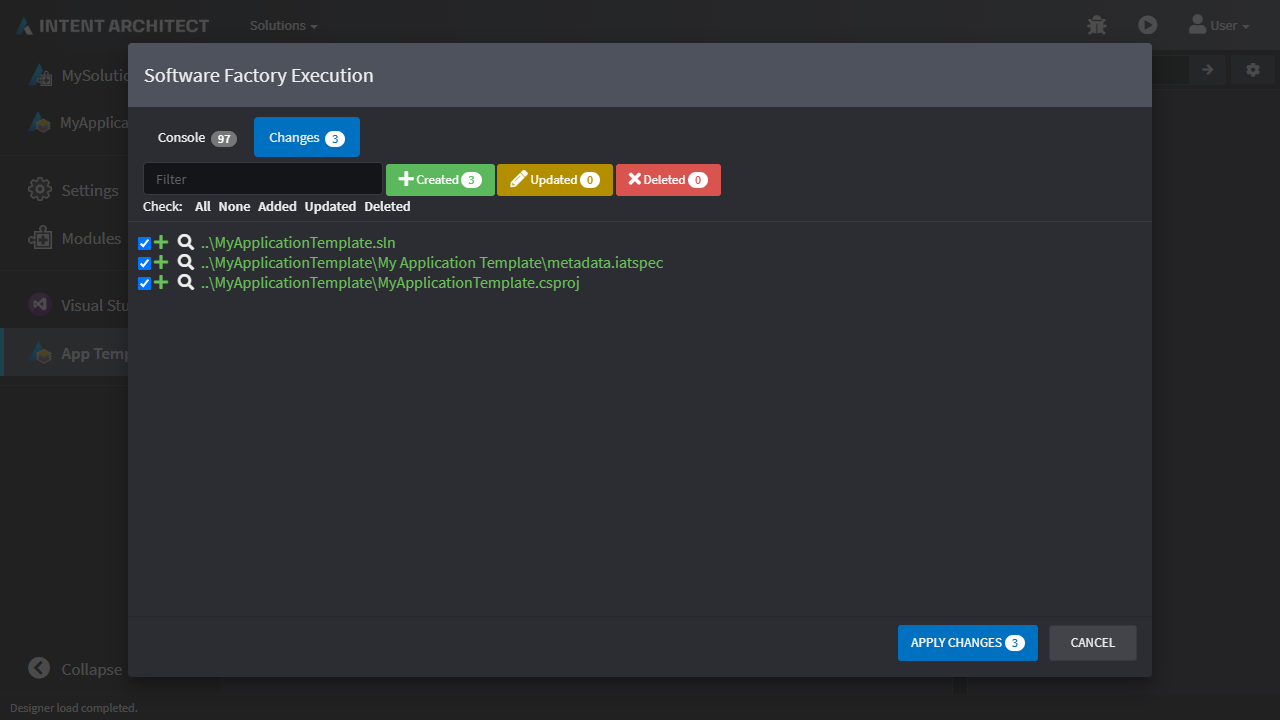 INTENT ARCHITECT
Solutions
User
Software Factory Execution
MySolutio
MyApplica
Settings
Modules
Visual Stu
App Temp
Collapse
Console 97
Changes 3
Filter
Created 3
Updated 0
Deleted 0
Check: All None Added Updated Deleted
..\MyApplicationTemplate.sln
..\MyApplicationTemplate\My Application Template\metadata.iatspec
..\MyApplicationTemplate\MyApplicationTemplate.csproj
APPLY CHANGES 3
CANCEL
Designer load completed.